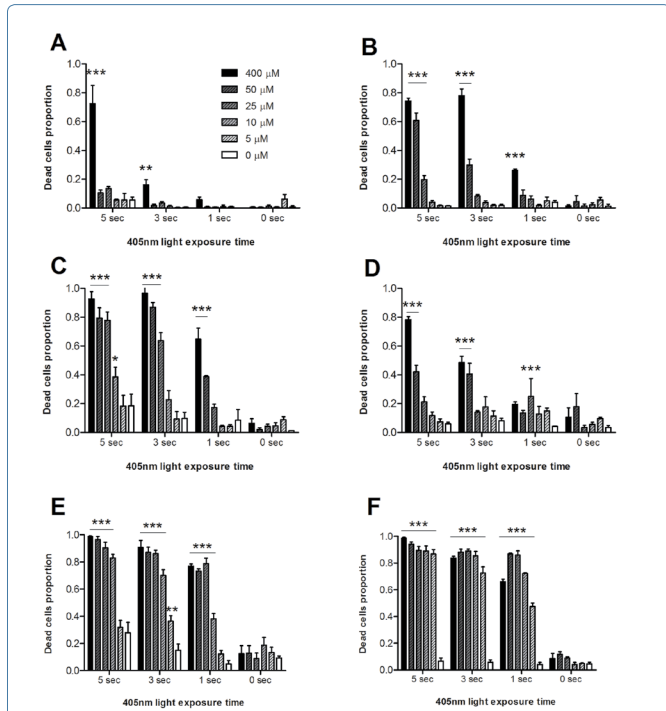 A
***
**
400 μM
50 μM
25 μM
10 μM
5 μM
0 μM
Dead cells proportion
1.0
0.8
0.6
0.4
0.2
0.0
5 sec 3 sec 1 sec 0 sec
405nm light exposure time
B
*** ***
***
Dead cells proportion
1.0
0.8
0.6
0.4
0.2
0.0
5 sec 3 sec 1 sec 0 sec
405nm light exposure time
C
*** ***
***
*
Dead cells proportion
1.0
0.8
0.6
0.4
0.2
0.0
5 sec 3 sec 1 sec 0 sec
405nm light exposure time
D
***
***
***
Dead cells proportion
1.0
0.8
0.6
0.4
0.2
0.0
5 sec 3 sec 1 sec 0 sec
405nm light exposure time
E
*** ***
***
**
Dead cells proportion
1.0
0.8
0.6
0.4
0.2
0.0
5 sec 3 sec 1 sec 0 sec
405nm light exposure time
F
*** *** ***
Dead cells proportion
1.0
0.8
0.6
0.4
0.2
0.0
5 sec 3 sec 1 sec 0 sec
405nm light exposure time